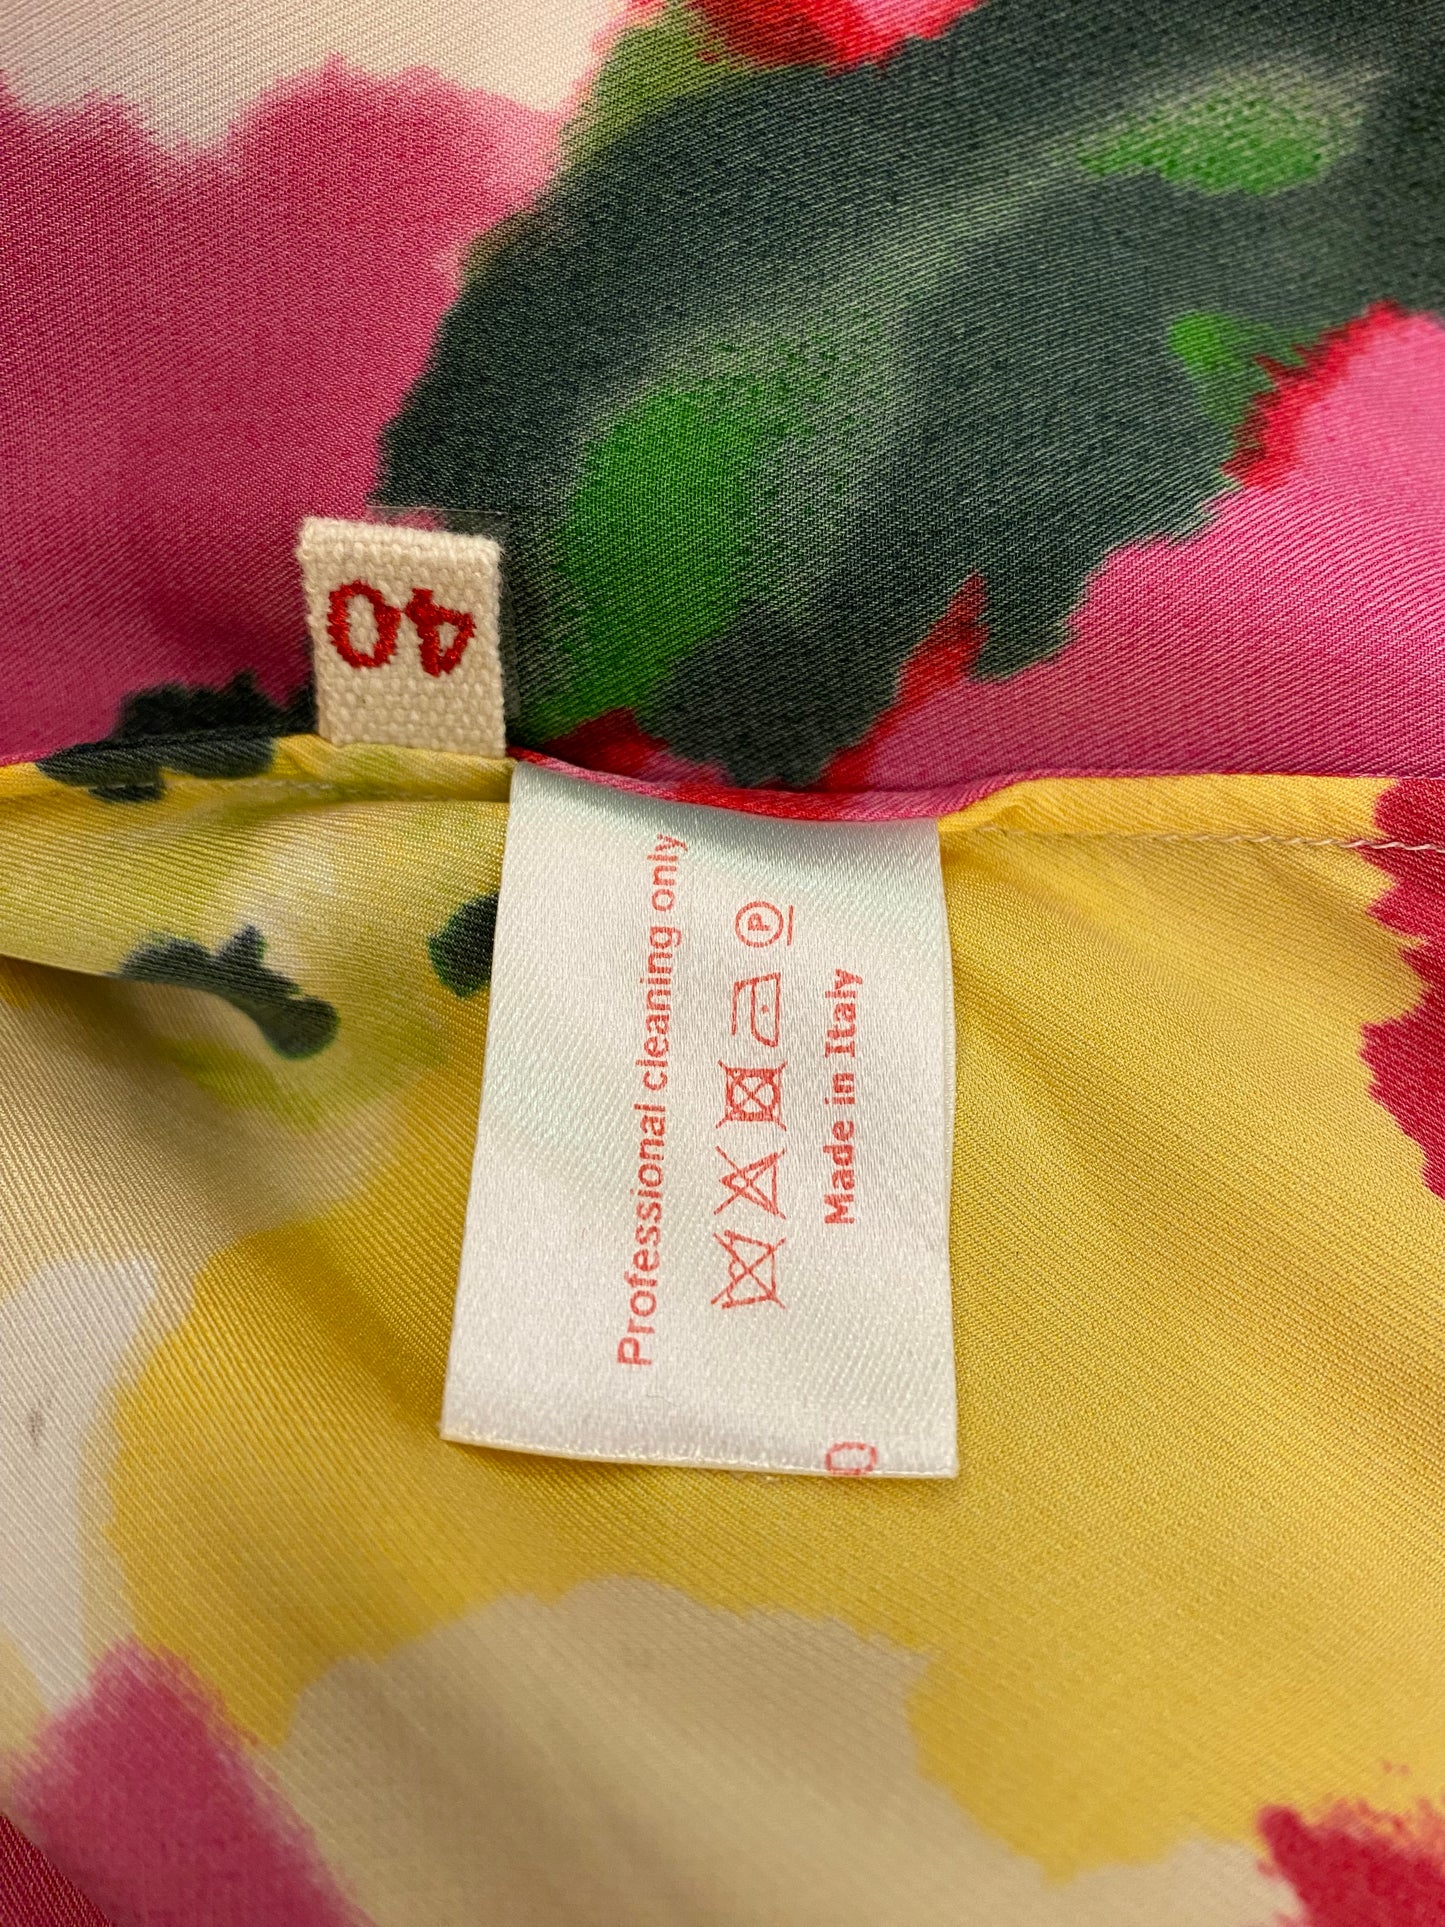 40
Professional cleaning only
P
Made in Italy